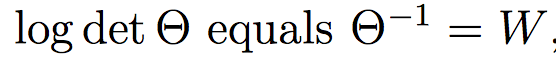 log det Θ equals Θ⁻¹ = W,